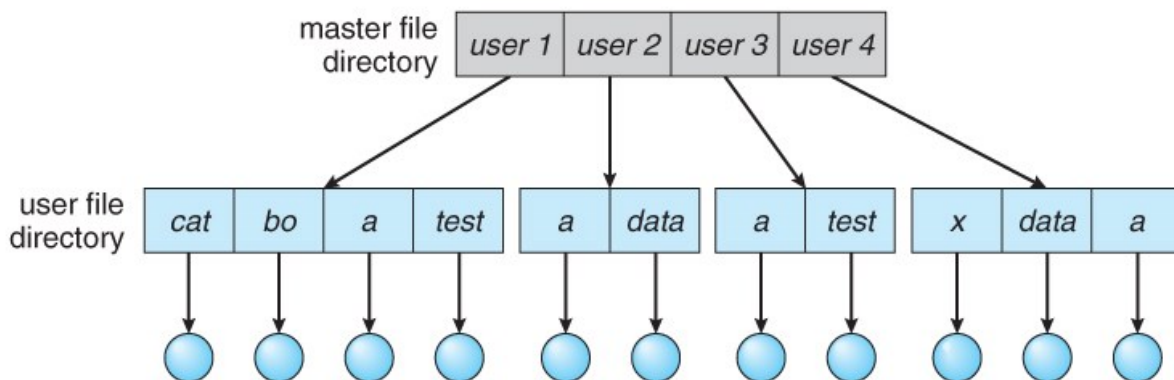 master file
directory
user 1 user 2 user 3 user 4
user file
directory
cat bo a test a data a test x data a